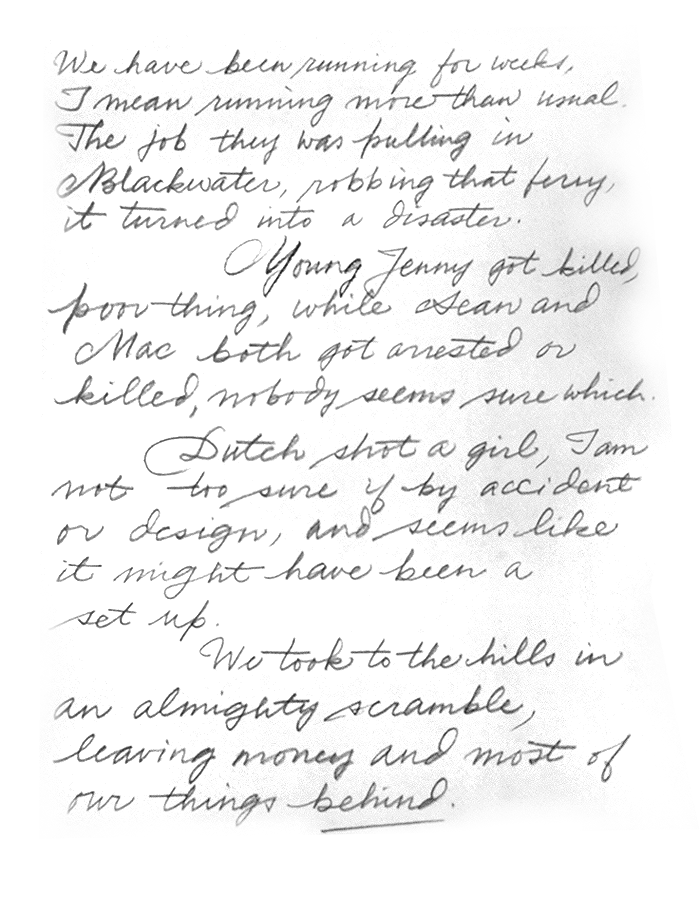 We have been running for weeks,
I mean running more than usual.
The job they was pulling in
Blackwater, robbing that ferry,
it turned into a disaster.
Young Jenny got killed,
poor thing, while Sean and
Mac both got arrested or
killed, nobody seems sure which.
Dutch shot a girl, I am
not too sure if by accident
or design, and seems like
it might have been a
set up.
We took to the hills in
an almighty scramble,
leaving money and most of
our things behind.